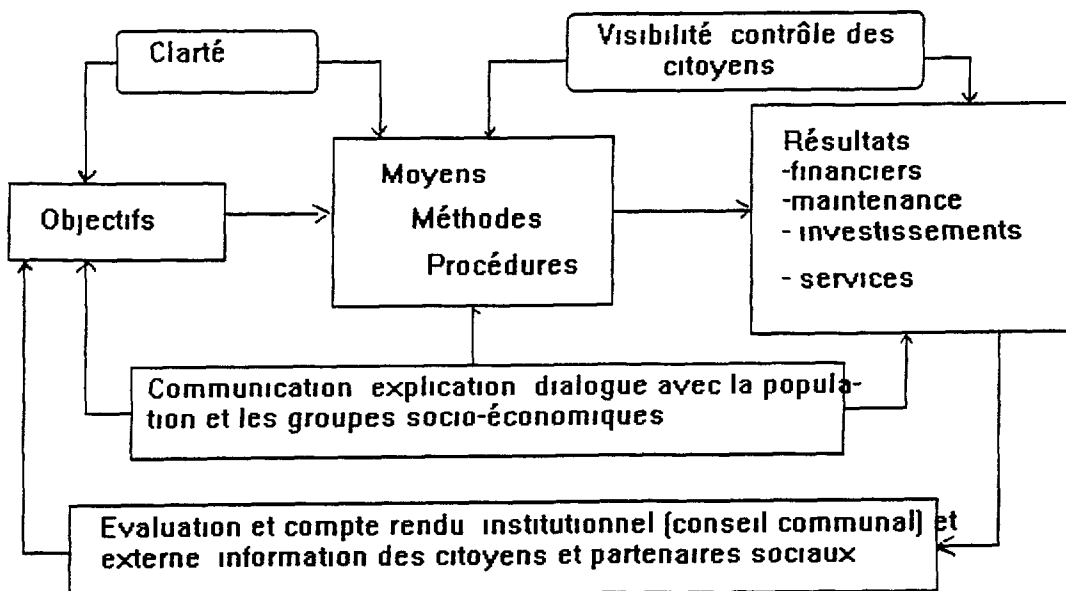 Clarté
Visibilité contrôle des
citoyens
Objectifs
Moyens
Méthodes
Procédures
Résultats
-financiers
-maintenance
- investissements
- services
Communication explication dialogue avec la popula-
tion et les groupes socio-économiques
Evaluation et compte rendu institutionnel (conseil communal) et
externe information des citoyens et partenaires sociaux